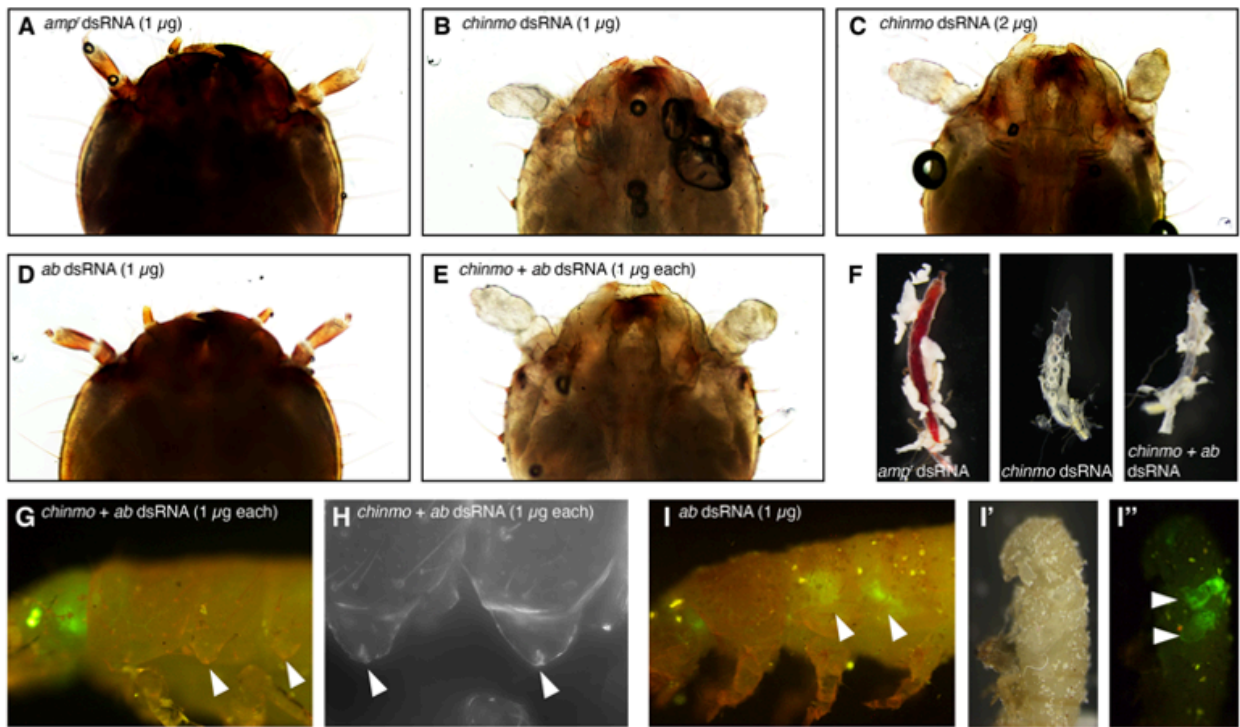 A amp^r dsRNA (1 µg)
B chinmo dsRNA (1 µg)
C chinmo dsRNA (2 µg)
D ab dsRNA (1 µg)
E chinmo + ab dsRNA (1 µg each)
F
amp^r dsRNA
chinmo dsRNA
chinmo + ab
dsRNA
G chinmo + ab dsRNA (1 µg each)
H chinmo + ab dsRNA (1 µg each)
I ab dsRNA (1 µg)
I'
I"